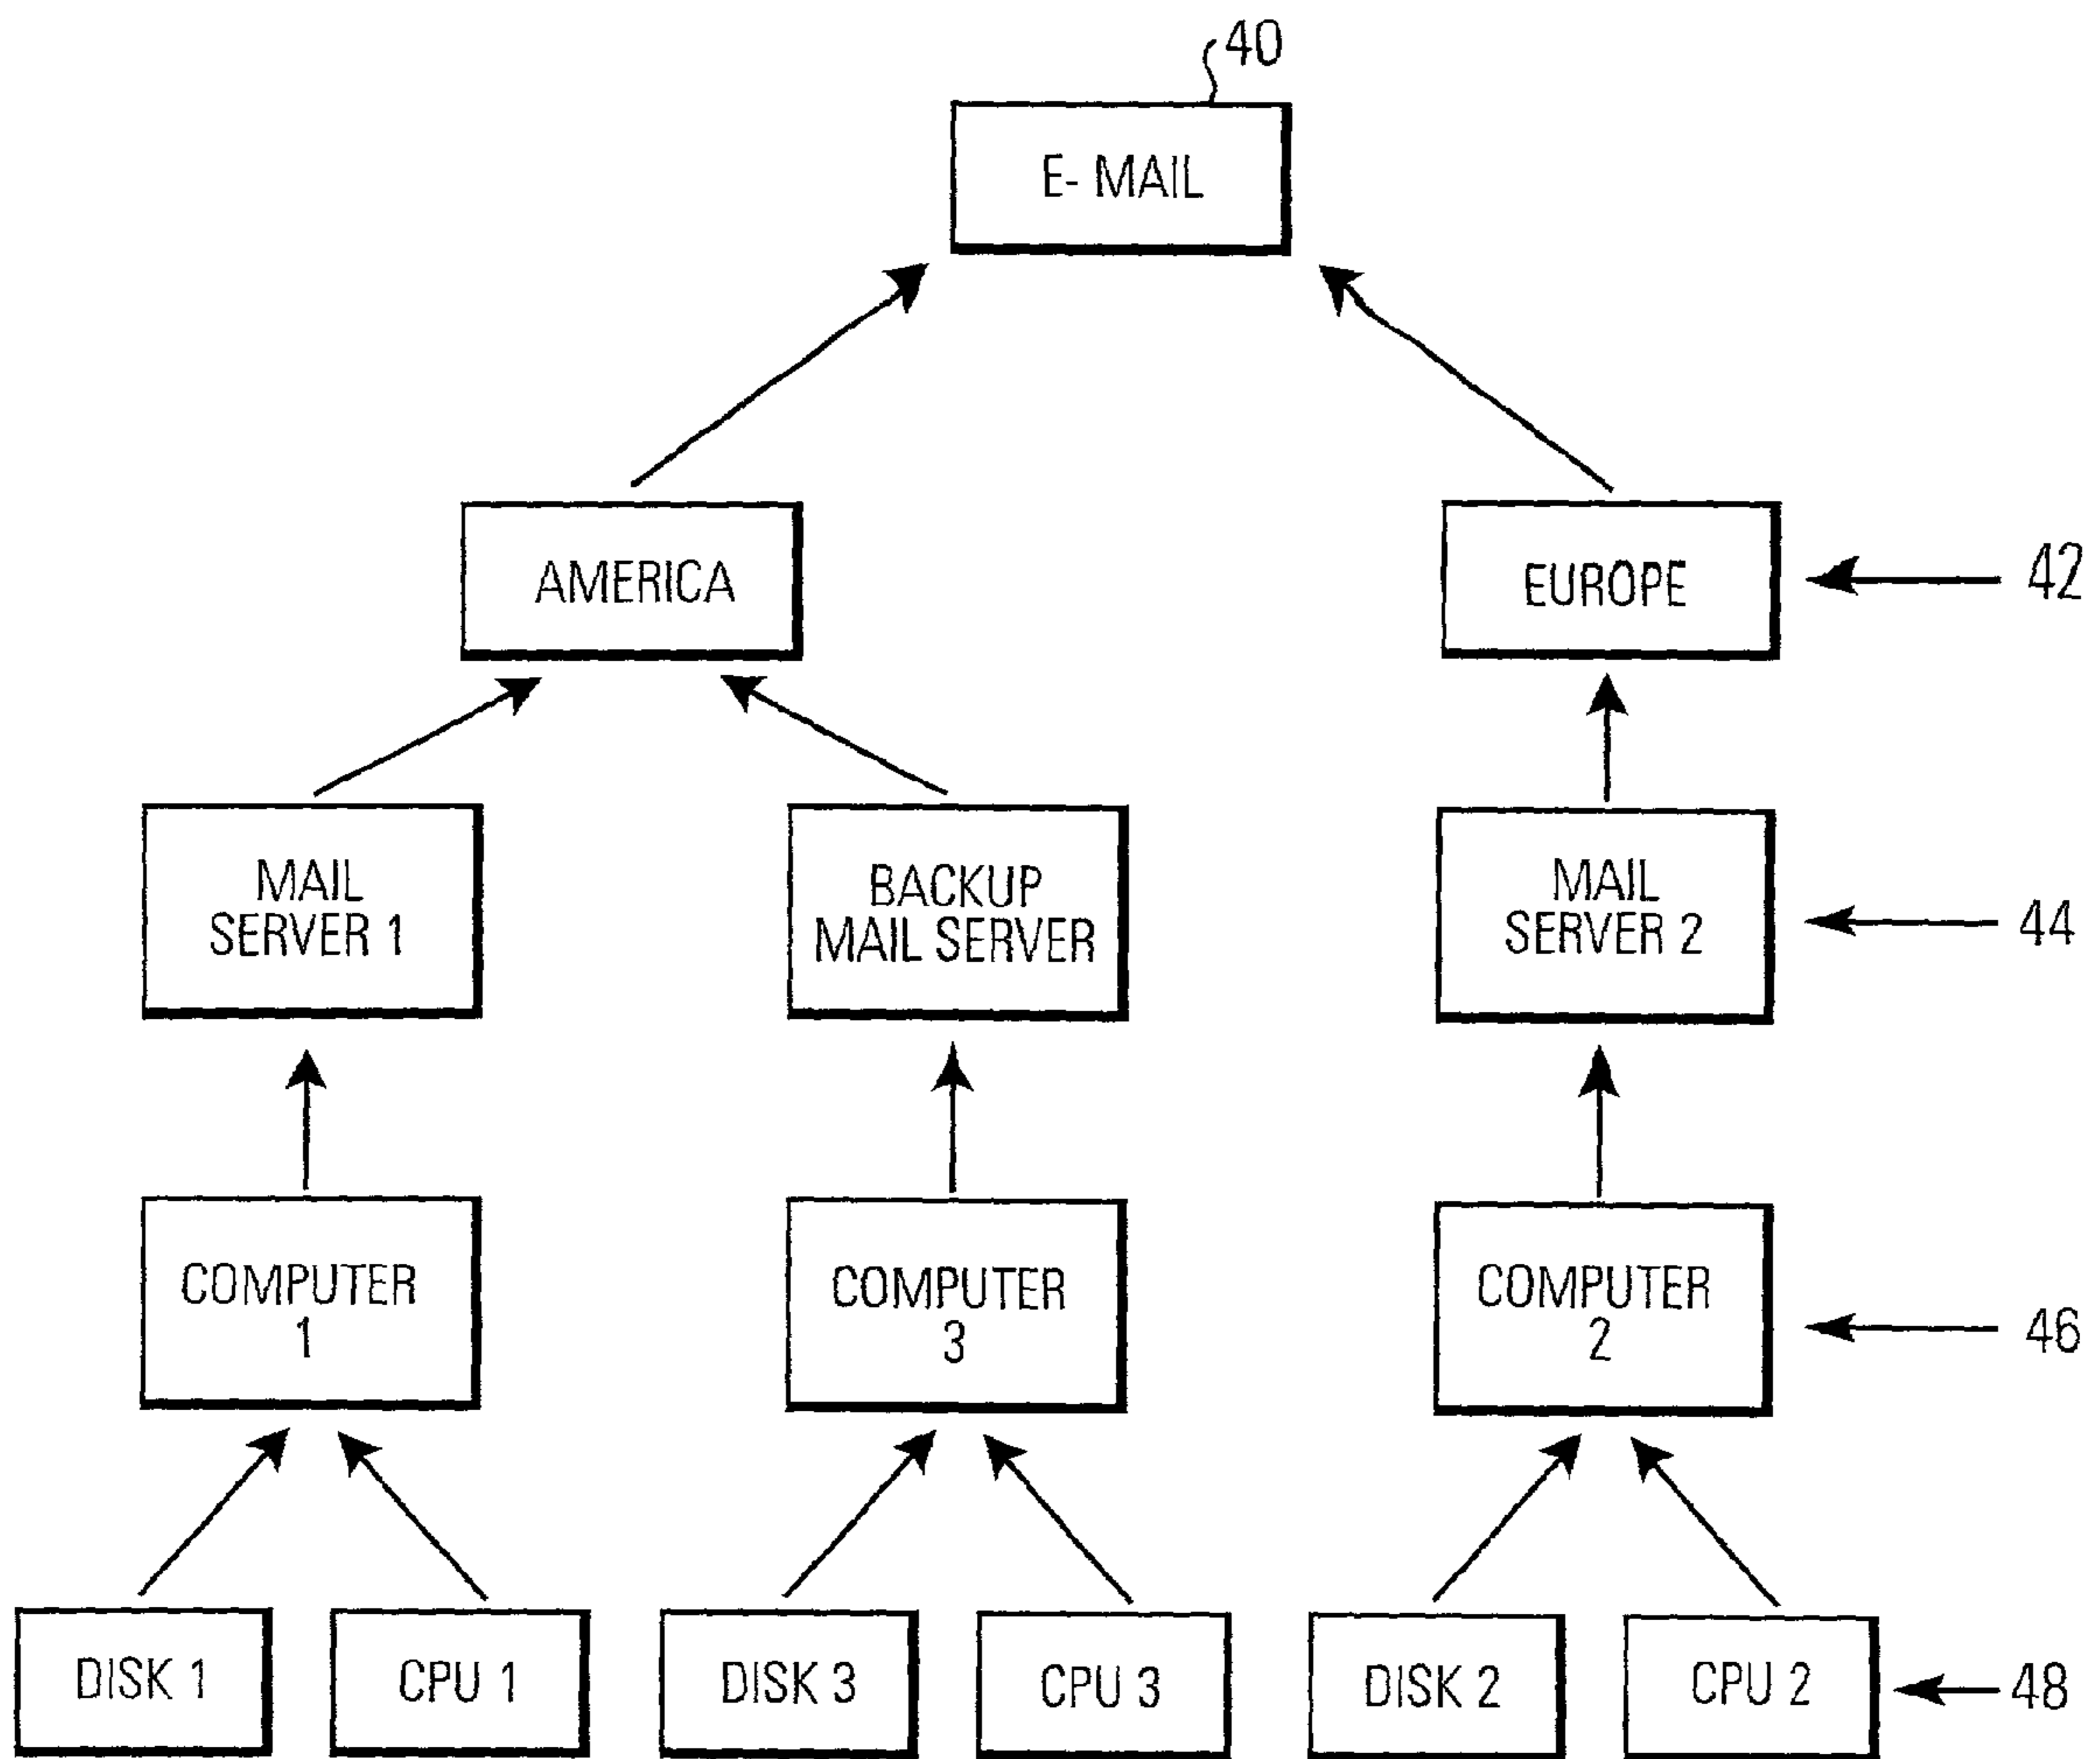 40
E- MAIL
AMERICA
EUROPE
42
MAIL
SERVER 1
BACKUP
MAIL SERVER
MAIL
SERVER 2
44
COMPUTER
1
COMPUTER
3
COMPUTER
2
46
DISK 1
CPU 1
DISK 3
CPU 3
DISK 2
CPU 2
48